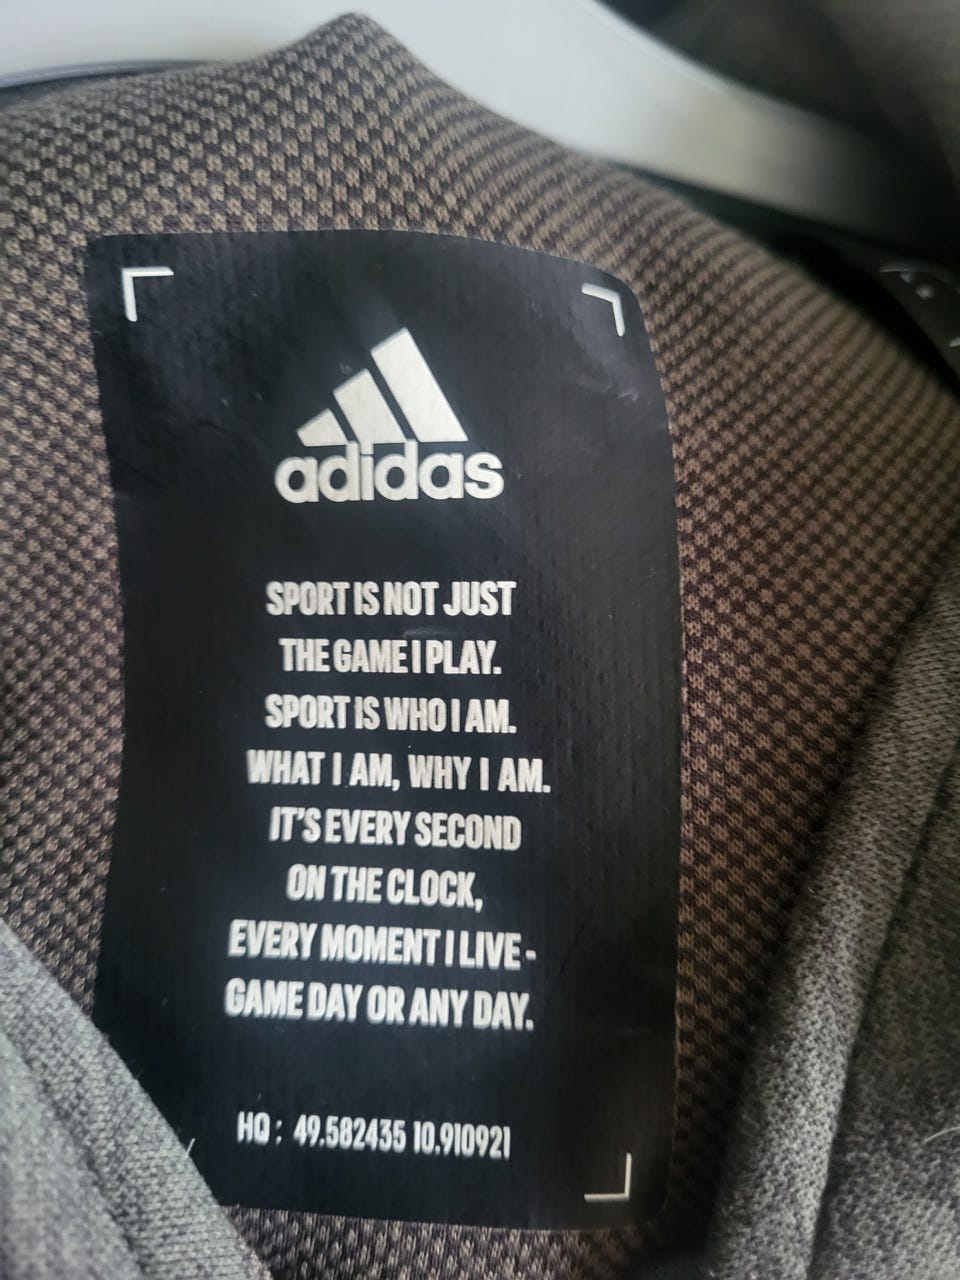 adidas
SPORT IS NOT JUST
THE GAME I PLAY.
SPORT IS WHO I AM.
WHAT I AM, WHY I AM.
IT'S EVERY SECOND
ON THE CLOCK,
EVERY MOMENT I LIVE -
GAME DAY OR ANY DAY.
HQ : 49.582435 10.910921